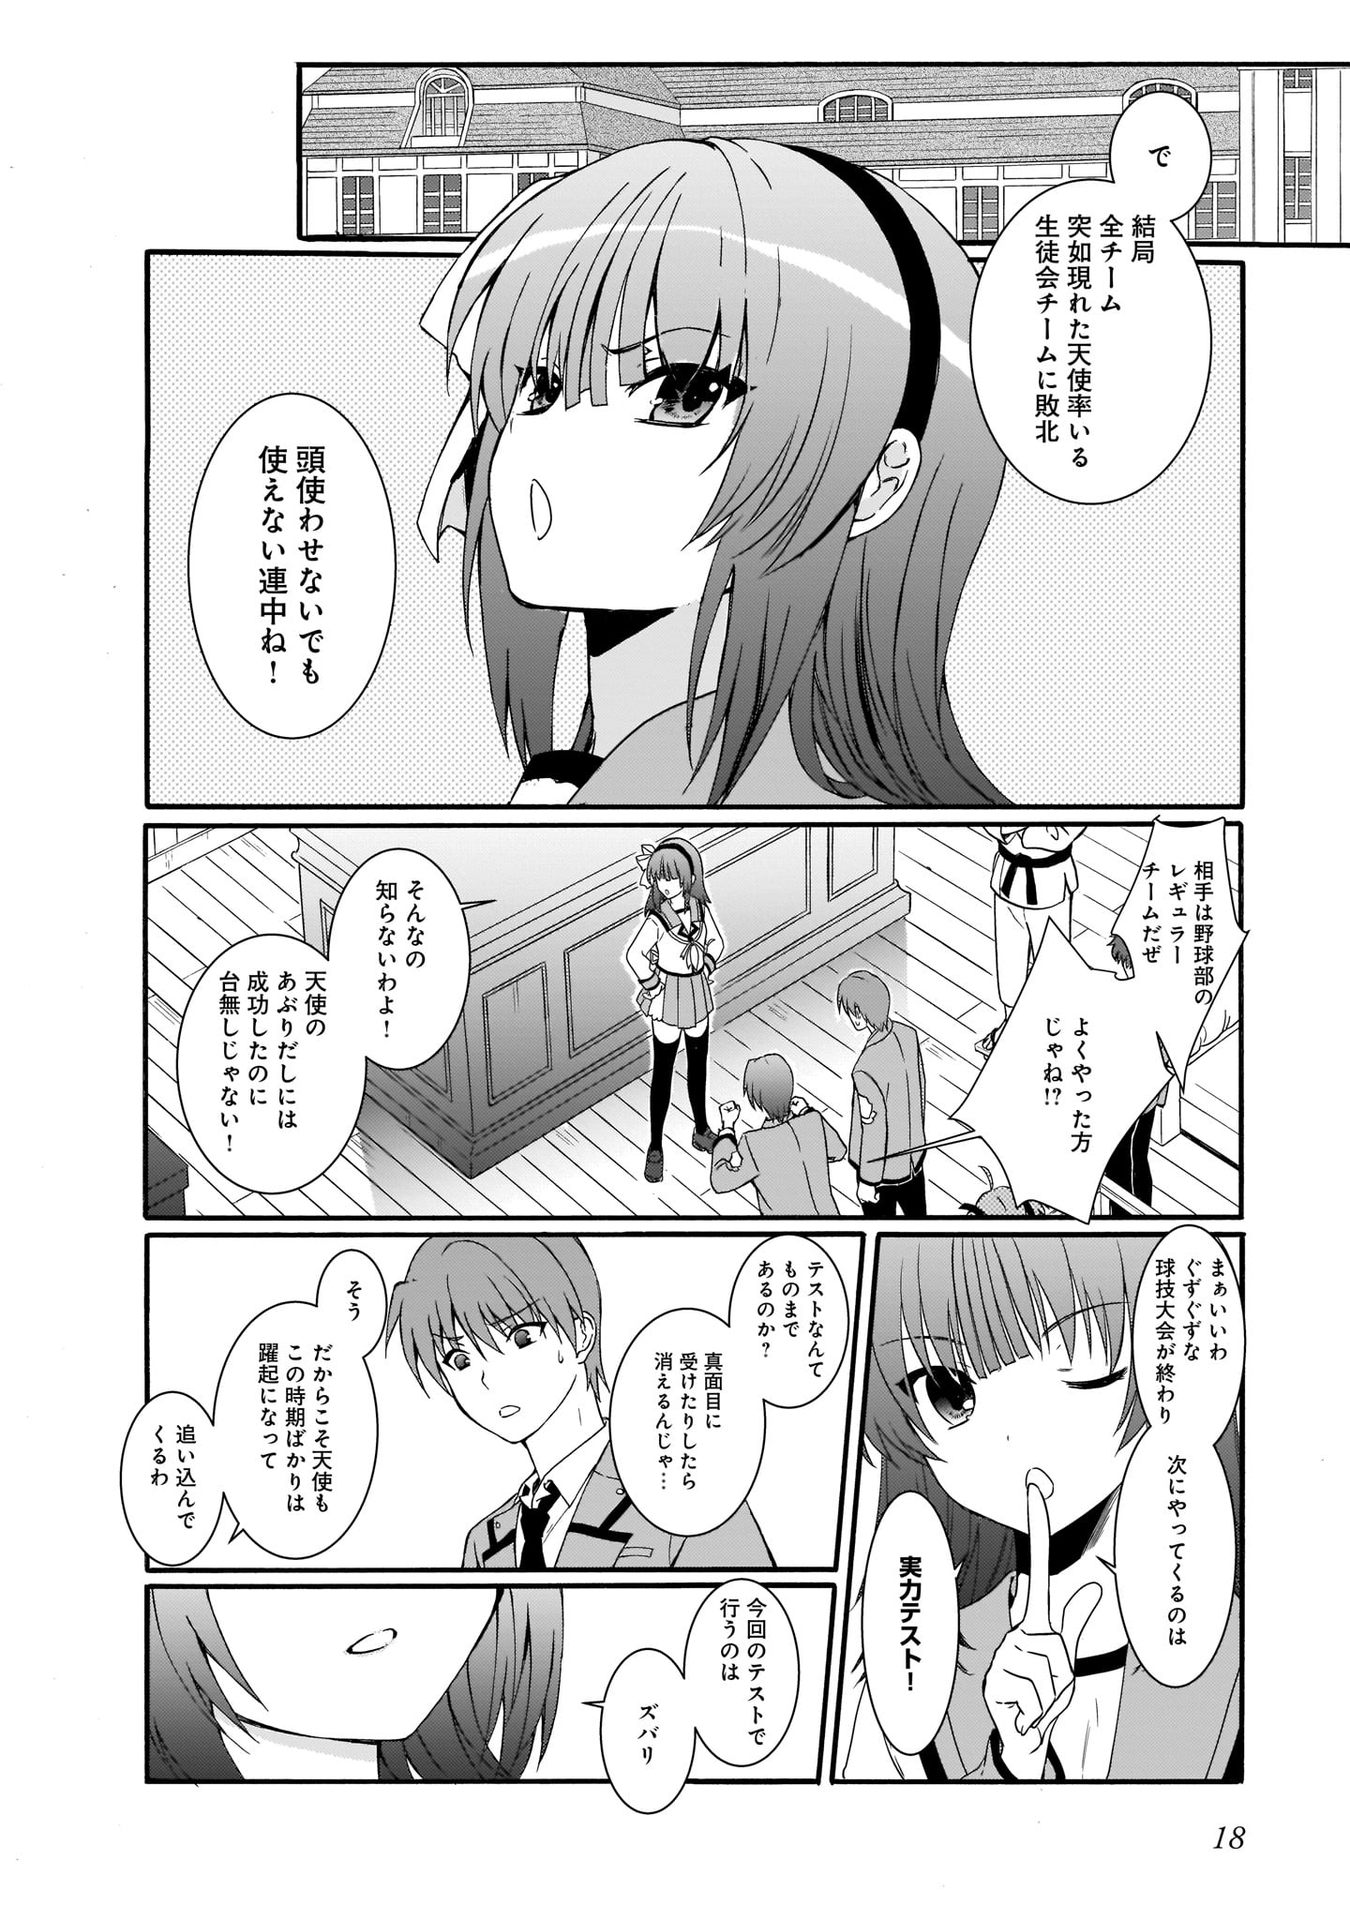 で
結局
全チーム
突如現れた天使率いる
生徒会チームに敗北
頭使わせないでも
使えない連中ね！
相手は野球部の
レギュラー
チームだぜ
よくやった方
じゃね!?
そんなの
知らないわよ！
天使の
あぶりだしには
成功したのに
台無しじゃない！
まぁいいわ
ぐずぐずな
球技大会が終わり
次にやってくるのは
実力テスト！
テストなんて
ものまで
あるのか？
真面目に
受けたりしたら
消えるんじゃ…
そう
だからこそ天使も
この時期ばかりは
躍起になって
追い込んで
くるわ
今回のテストで
行うのは
ズバリ
18